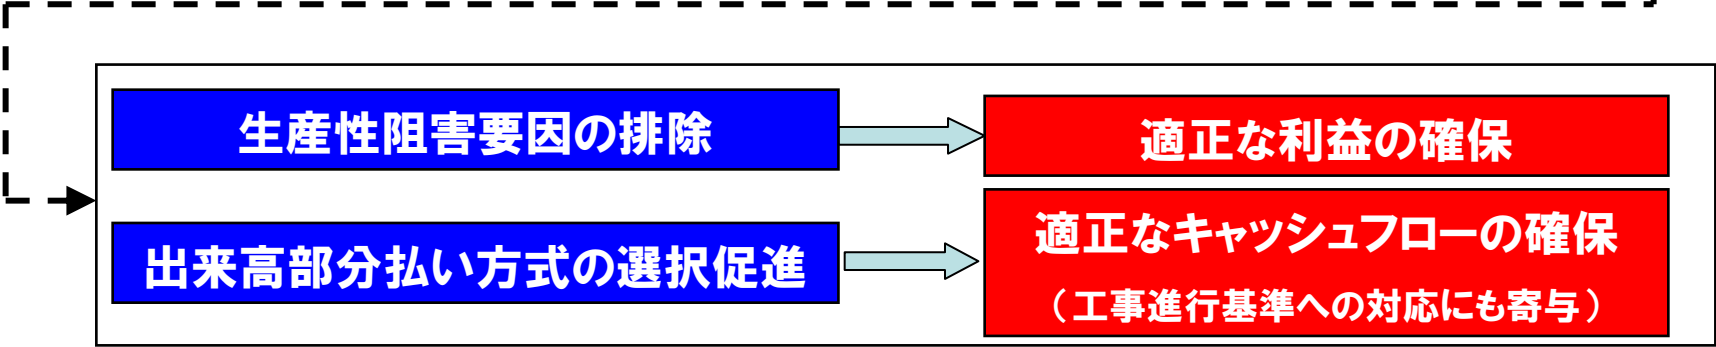 生産性阻害要因の排除
適正な利益の確保
出来高部分払い方式の選択促進
適正なキャッシュフローの確保
（工事進行基準への対応にも寄与）